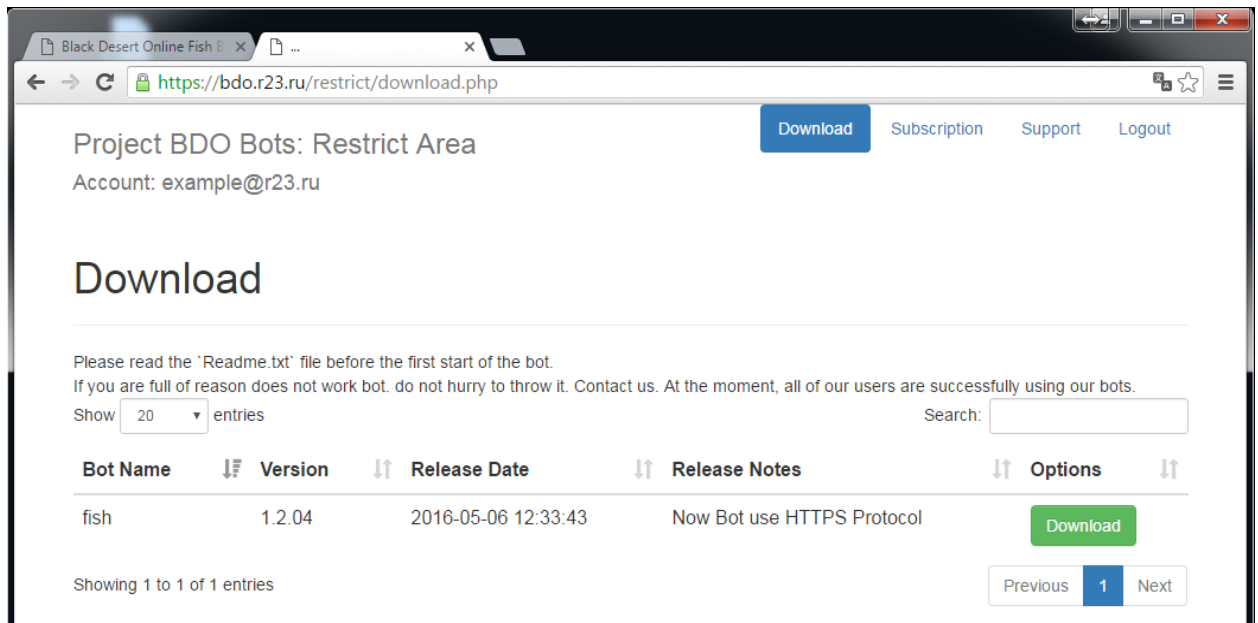 Black Desert Online Fish B
...
https://bdo.r23.ru/restrict/download.php
Project BDO Bots: Restrict Area
Download Subscription Support Logout
Account: example@r23.ru
Download
Please read the `Readme.txt` file before the first start of the bot.
If you are full of reason does not work bot. do not hurry to throw it. Contact us. At the moment, all of our users are successfully using our bots.
Show 20 entries Search:
Bot Name Version Release Date Release Notes Options
fish 1.2.04 2016-05-06 12:33:43 Now Bot use HTTPS Protocol Download
Showing 1 to 1 of 1 entries Previous 1 Next